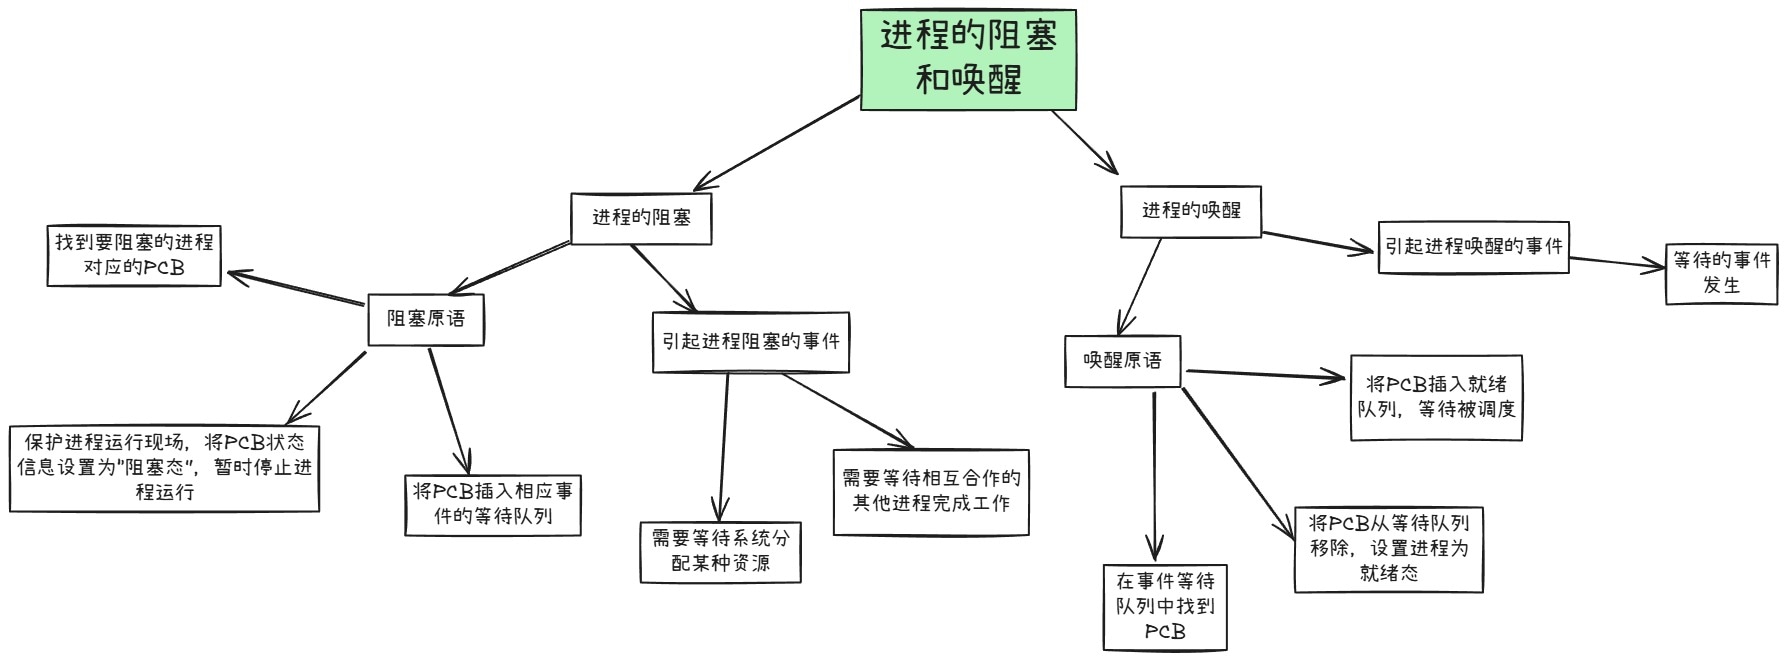 进程的阻塞
和唤醒
进程的阻塞
进程的唤醒
找到要阻塞的进程
对应的PCB
引起进程唤醒的事件
等待的事件
发生
阻塞原语
引起进程阻塞的事件
唤醒原语
将PCB插入就绪
队列，等待被调度
保护进程运行现场，将PCB状态
信息设置为"阻塞态"，暂时停止进
程运行
将PCB插入相应事
件的等待队列
需要等待相互合作的
其他进程完成工作
需要等待系统分
配某种资源
将PCB从等待队列
移除，设置进程为
就绪态
在事件等待
队列中找到
PCB